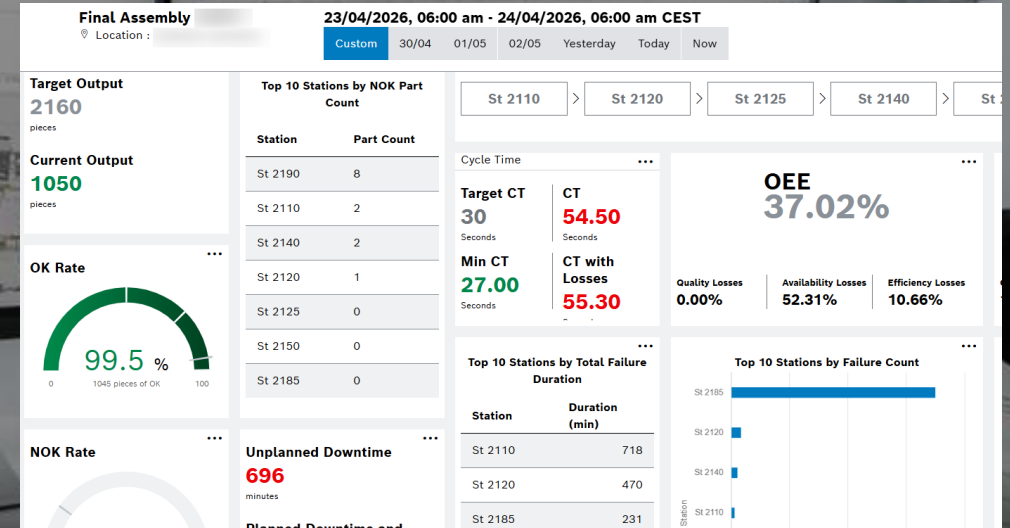 Final Assembly
Location :
23/04/2026, 06:00 am - 24/04/2026, 06:00 am CEST
Custom 30/04 01/05 02/05 Yesterday Today Now
Target Output
2160
pieces
Current Output
1050
pieces
OK Rate
99.5 %
0 1045 pieces of OK 100
NOK Rate
Top 10 Stations by NOK Part
Count
Station Part Count
St 2190 8
St 2110 2
St 2140 2
St 2120 1
St 2125 0
St 2150 0
St 2185 0
Unplanned Downtime
696
minutes
Planned Downtime and
St 2110 St 2120 St 2125 St 2140 St
Cycle Time
Target CT
30
Seconds
CT
54.50
Seconds
Min CT
27.00
Seconds
CT with
Losses
55.30
OEE
37.02%
Quality Losses
0.00%
Availability Losses
52.31%
Efficiency Losses
10.66%
Top 10 Stations by Total Failure
Duration
Station Duration
(min)
St 2110 718
St 2120 470
St 2185 231
Top 10 Stations by Failure Count
St 2185
St 2120
St 2140
St 2110
Station